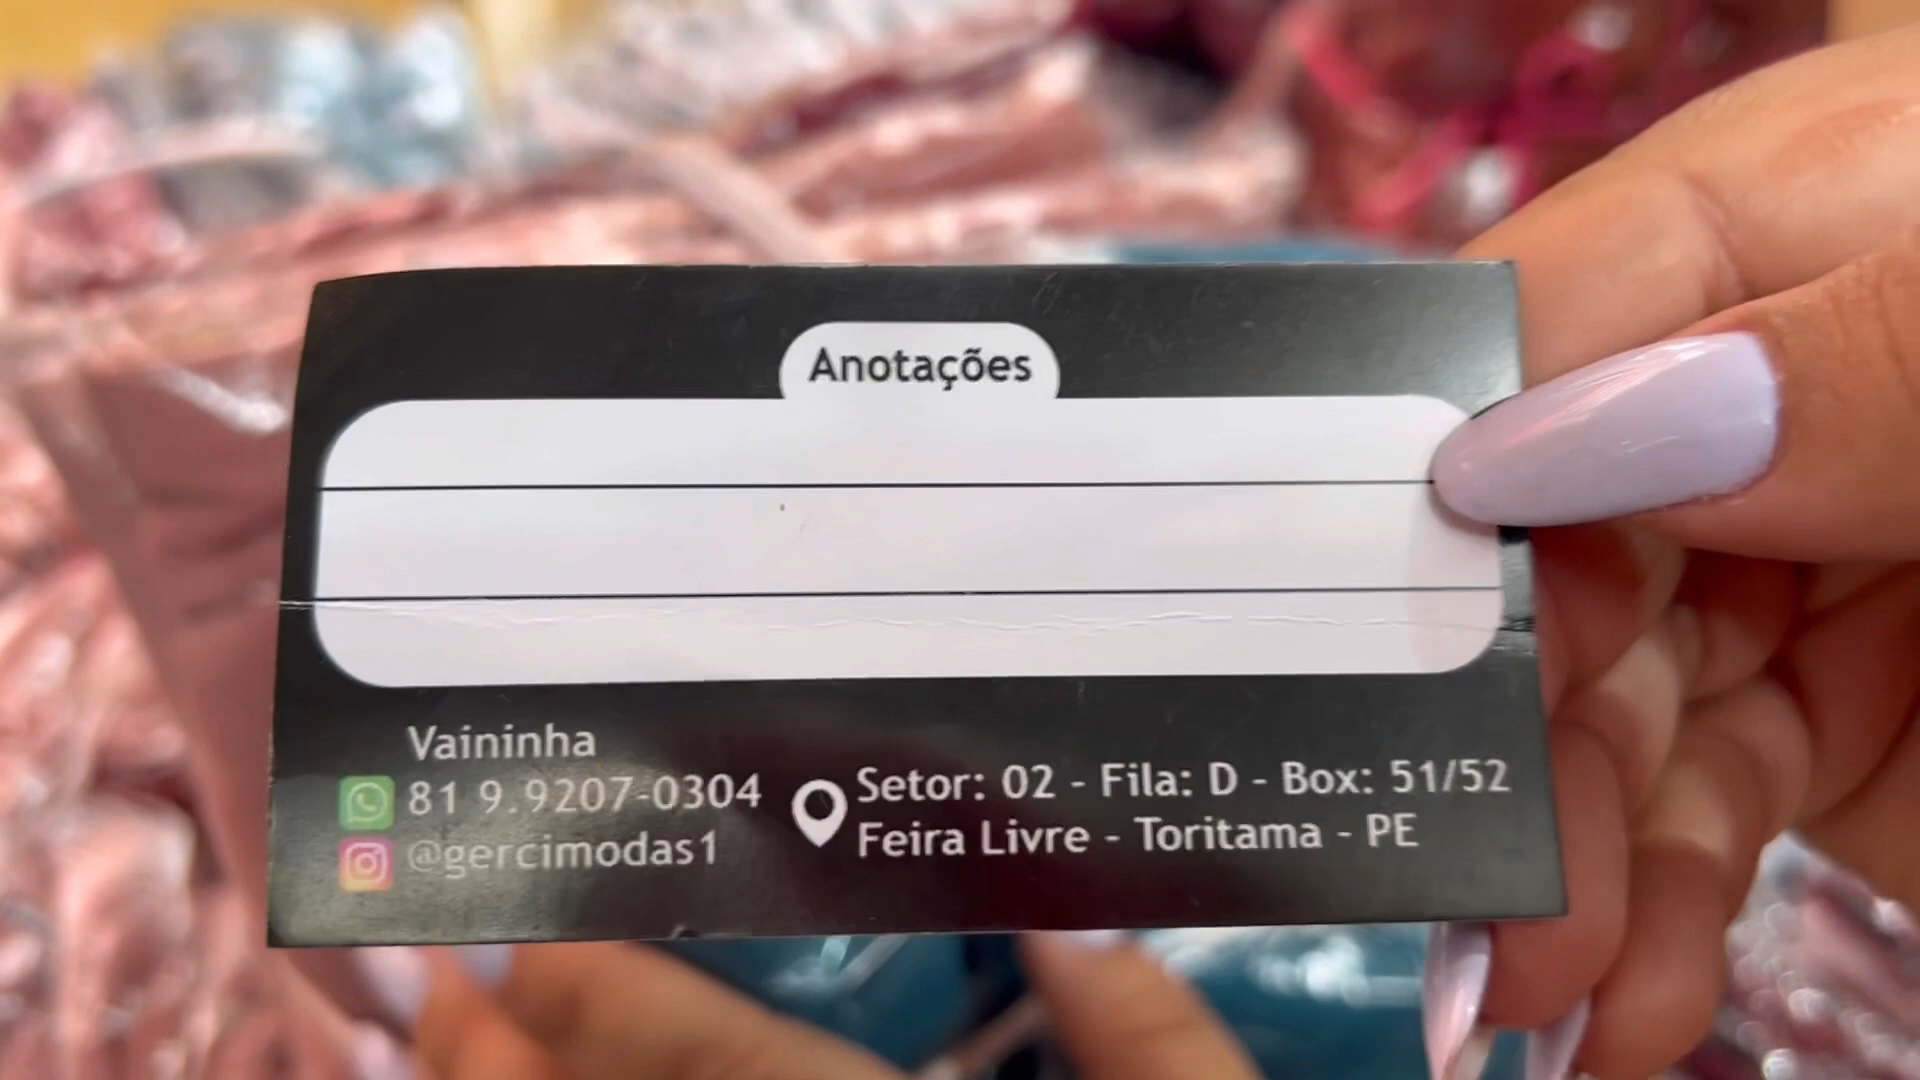 Anotações
Vaininha
81 9.9207-0304
@gercimodas1
Setor: 02 - Fila: D - Box: 51/52
Feira Livre - Toritama - PE